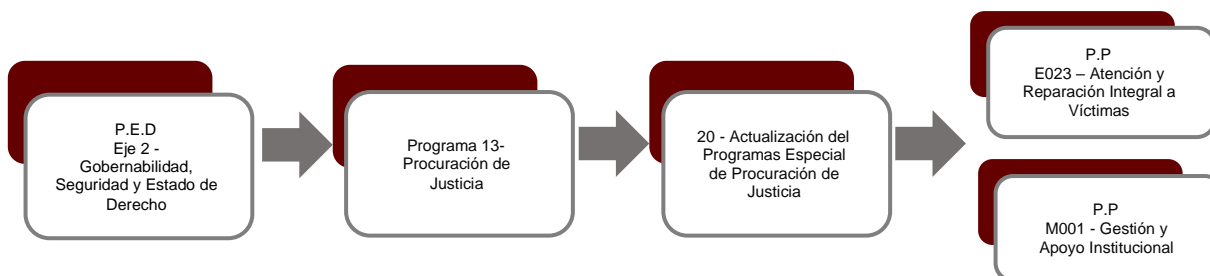 P.E.D
Eje 2 -
Gobernabilidad,
Seguridad y Estado de
Derecho
Programa 13-
Procuración de
Justicia
20 - Actualización del
Programas Especial
de Procuración de
Justicia
P.P
E023 – Atención y
Reparación Integral a
Víctimas
P.P
M001 - Gestión y
Apoyo Institucional